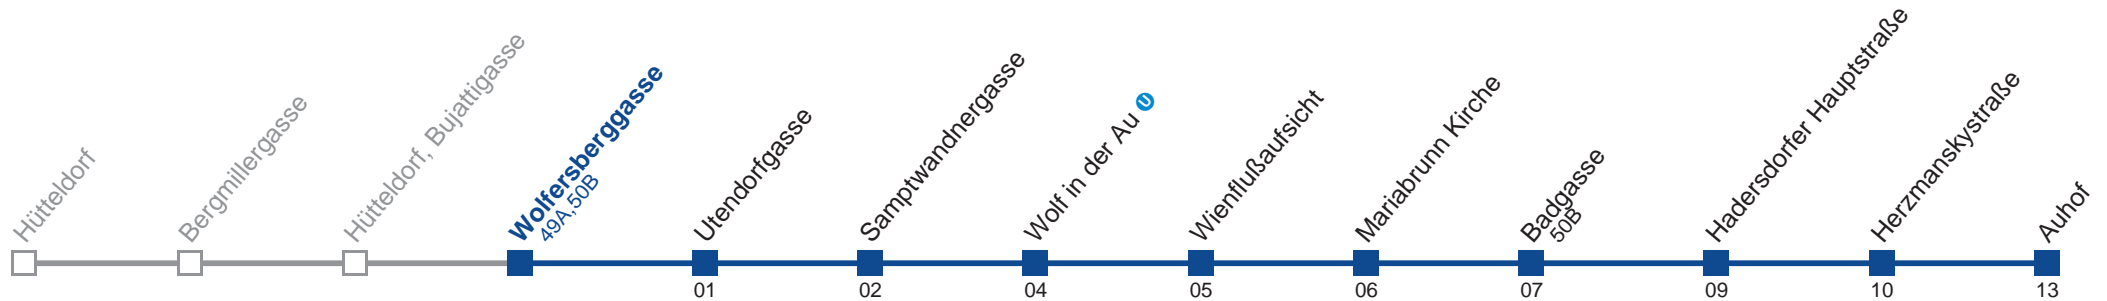 Hütteldorf
Bergmillergasse
Hütteldorf, Bujattigasse
Wolfersberggasse
49A,50B
Utendorfgasse
Samptwandnergasse
Wolf in der Au U
Wienflußaufsicht
Mariabrunn Kirche
Badgasse
50B
Hadersdorfer Hauptstraße
Herzmanskystraße
Auhof
01
02
04
05
06
07
09
10
13